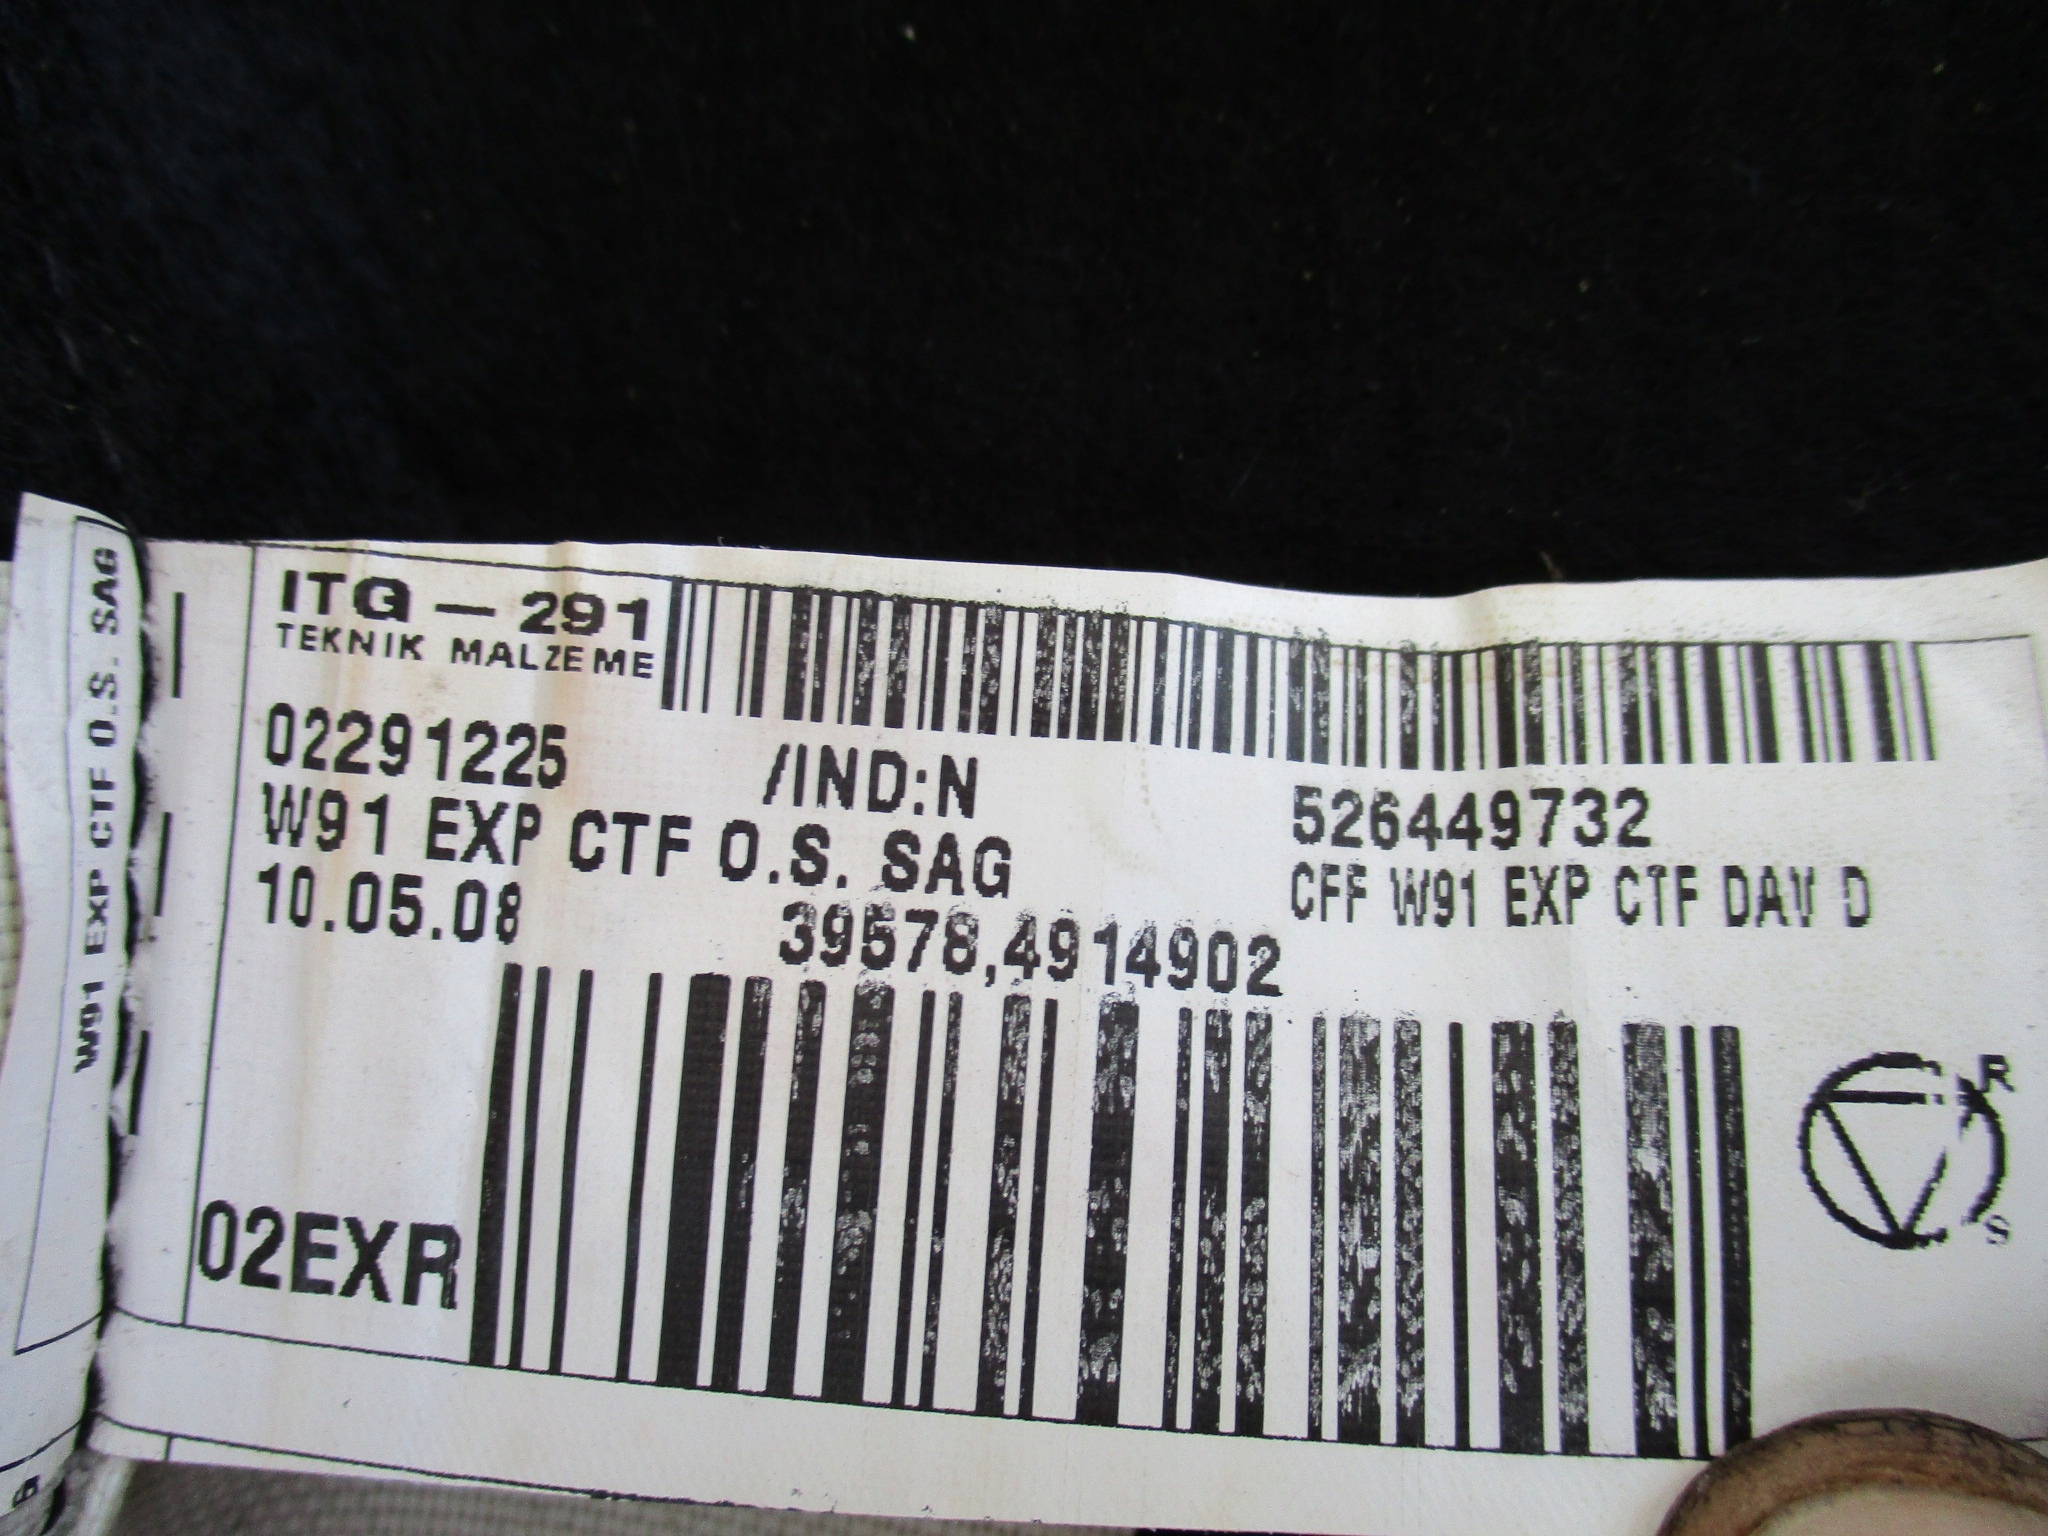 ITG - 291
TEKNIK MALZEME
02291225 /IND:N
W91 EXP CTF O.S. SAG
10.05.08
39578,4914902
526449732
CFF W91 EXP CTF DAV D
02EXR
R
S
W91 EXP CTF O.S. SAG